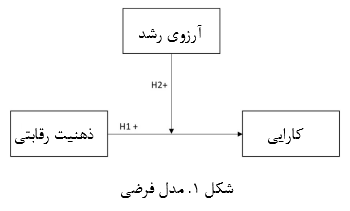 آرزوی رشد
H2+
ذهنیت رقابتی
H1 +
کارایی
شکل ۱. مدل فرضی